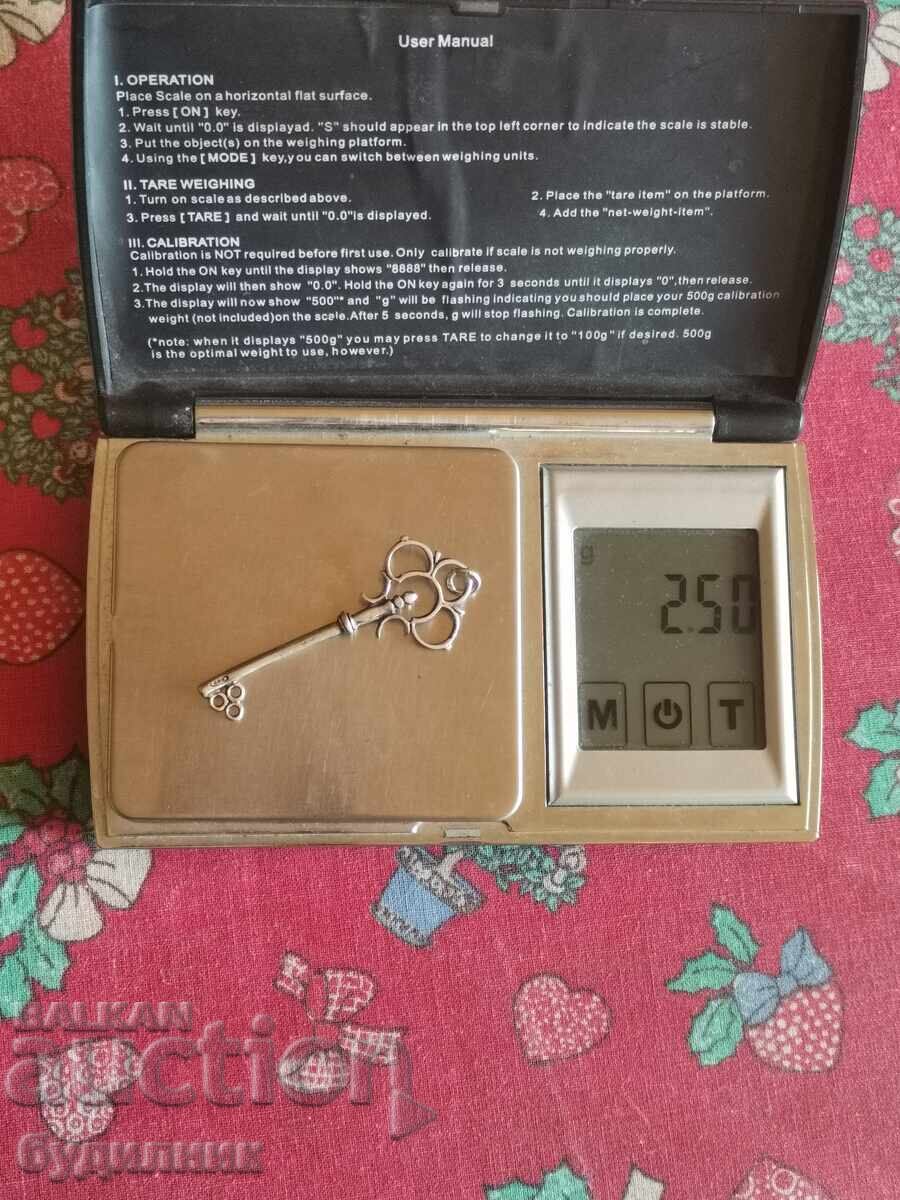 User Manual
I. OPERATION
Place Scale on a horizontal flat surface.
1. Press [ ON ] key.
2. Wait until "0.0" is displayad. "S" should appear in the top left corner to indicate the scale is stable.
3. Put the object(s) on the weighing platform.
4. Using the [ MODE ] key,you can switch between weighing units.
II. TARE WEIGHING
1. Turn on scale as described above.
2. Place the "tare item" on the platform.
3. Press [ TARE ] and wait until "0.0"is displayed.
4. Add the "net-weight-item".
III. CALIBRATION
Calibration is NOT required before first use. Only calibrate if scale is not weighing properly.
1. Hold the ON key until the display shows "8888" then release.
2.The display will then show "0.0". Hold the ON key again for 3 seconds until it displays "0",then release.
3.The display will now show "500"* and "g" will be flashing indicating you should place your 500g calibration
weight (not included)on the scale.After 5 seconds, g will stop flashing. Calibration is complete.
(*note: when it displays "500g" you may press TARE to change it to "100g" if desired. 500g
is the optimal weight to use, however.)
g
2.50
M T
BALKAN
auction
будилник